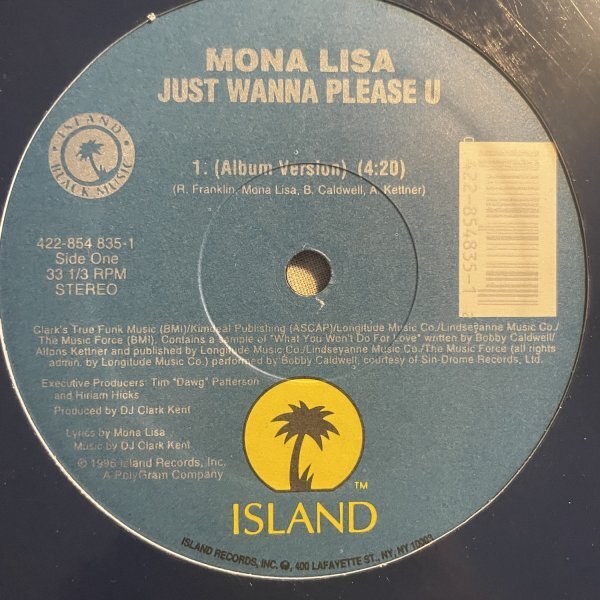 MONA LISA
JUST WANNA PLEASE U
ISLAND
BLACK MUSIC
1. (Album Version) (4:20)
(R. Franklin, Mona Lisa, B. Caldwell, A. Kettner)
422-854 835-1
Side One
33 1/3 RPM
STEREO
422-854835-1
Clark's True Funk Music (BMI)/Kimdeal Publishing (ASCAP)/Longitude Music Co./Lindseyanne Music Co./
The Music Force (BMI). Contains a sample of "What You Won't Do For Love" written by Bobby Caldwell/
Alfons Kettner and published by Longitude Music Co./Lindseyanne Music Co./The Music Force (all rights
admin. by Longitude Music Co.) performed by Bobby Caldwell, courtesy of Sin-Drome Records, Ltd.
Executive Producers: Tim "Dawg" Patterson
and Hiriam Hicks
Produced by DJ Clark Kent
Lyrics by Mona Lisa
Music by DJ Clark Kent
© 1996 Island Records, Inc.
A PolyGram Company
TM
ISLAND
ISLAND RECORDS, INC. ℗, 400 LAFAYETTE ST., NY, NY 10003